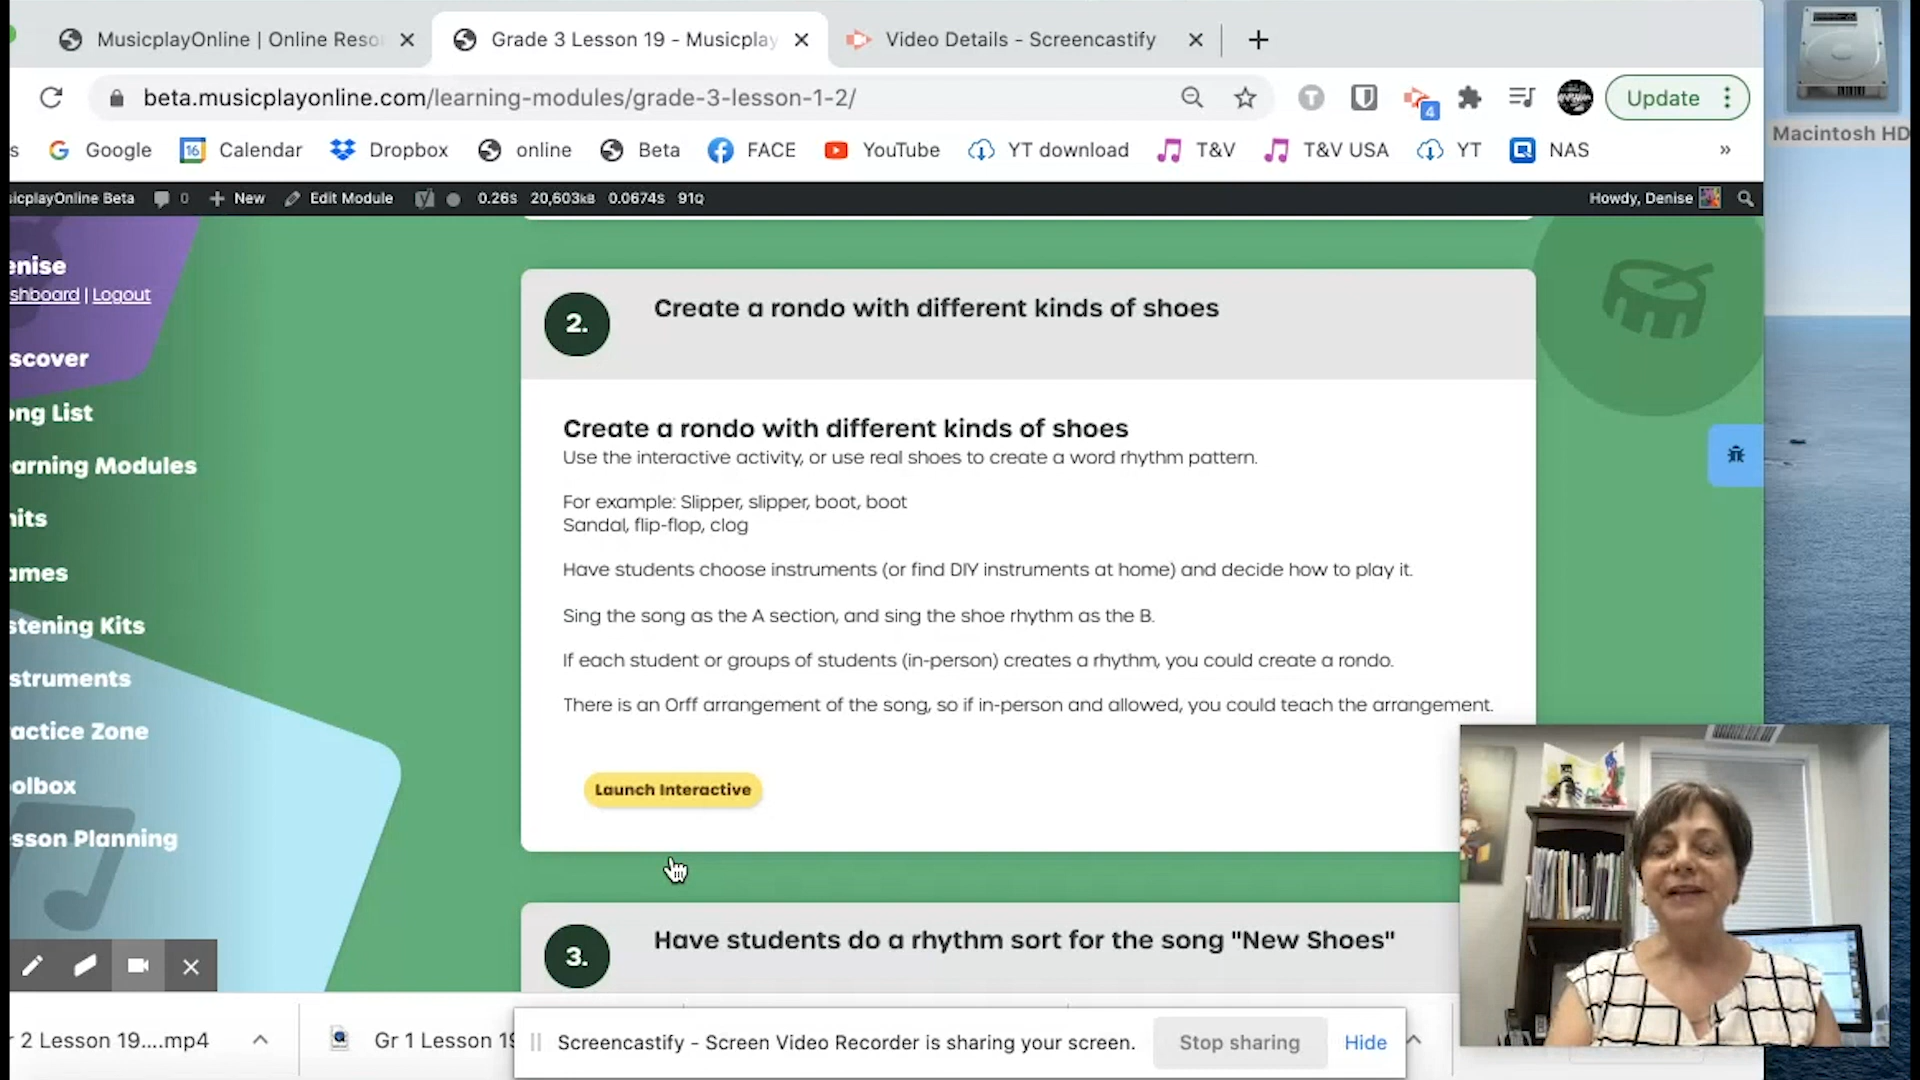 MusicplayOnline | Online Reso
Grade 3 Lesson 19 - Musicplay
Video Details - Screencastify
beta.musicplayonline.com/learning-modules/grade-3-lesson-1-2/
T
4
Update
Macintosh HD
s
Google
16
Calendar
Dropbox
online
Beta
FACE
YouTube
YT download
T&V
T&V USA
YT
NAS
»
icplayOnline Beta
0
New
Edit Module
0.26s 20,603kB 0.0674s 91Q
Howdy, Denise
enise
shboard | Logout
scover
ong List
arning Modules
nits
ames
stening Kits
struments
actice Zone
olbox
sson Planning
2.
Create a rondo with different kinds of shoes
Create a rondo with different kinds of shoes
Use the interactive activity, or use real shoes to create a word rhythm pattern.
For example: Slipper, slipper, boot, boot
Sandal, flip-flop, clog
Have students choose instruments (or find DIY instruments at home) and decide how to play it.
Sing the song as the A section, and sing the shoe rhythm as the B.
If each student or groups of students (in-person) creates a rhythm, you could create a rondo.
There is an Orff arrangement of the song, so if in-person and allowed, you could teach the arrangement.
Launch Interactive
3.
Have students do a rhythm sort for the song "New Shoes"
r 2 Lesson 19....mp4
Gr 1 Lesson 19
Screencastify - Screen Video Recorder is sharing your screen.
Stop sharing
Hide